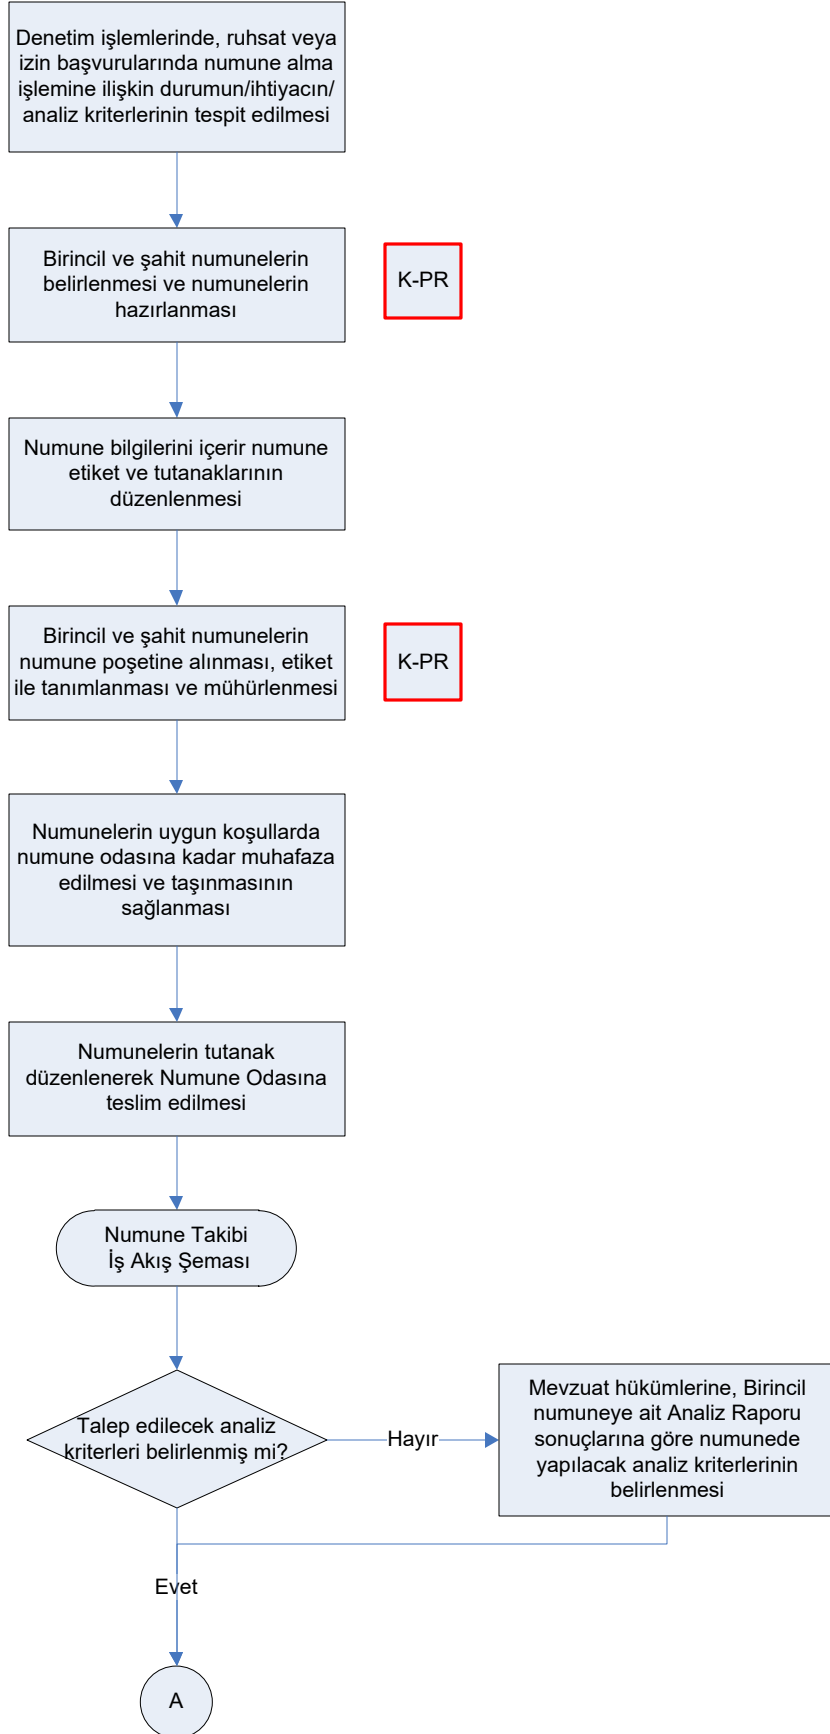 Denetim işlemlerinde, ruhsat veya
izin başvurularında numune alma
işlemine ilişkin durumun/ihtiyacın/
analiz kriterlerinin tespit edilmesi
Birincil ve şahit numunelerin
belirlenmesi ve numunelerin
hazırlanması
K-PR
Numune bilgilerini içerir numune
etiket ve tutanaklarının
düzenlenmesi
Birincil ve şahit numunelerin
numune poşetine alınması, etiket
ile tanımlanması ve mühürlenmesi
K-PR
Numunelerin uygun koşullarda
numune odasına kadar muhafaza
edilmesi ve taşınmasının
sağlanması
Numunelerin tutanak
düzenlenerek Numune Odasına
teslim edilmesi
Numune Takibi
İş Akış Şeması
Talep edilecek analiz
kriterleri belirlenmiş mi?
Hayır
Mevzuat hükümlerine, Birincil
numuneye ait Analiz Raporu
sonuçlarına göre numunede
yapılacak analiz kriterlerinin
belirlenmesi
Evet
A